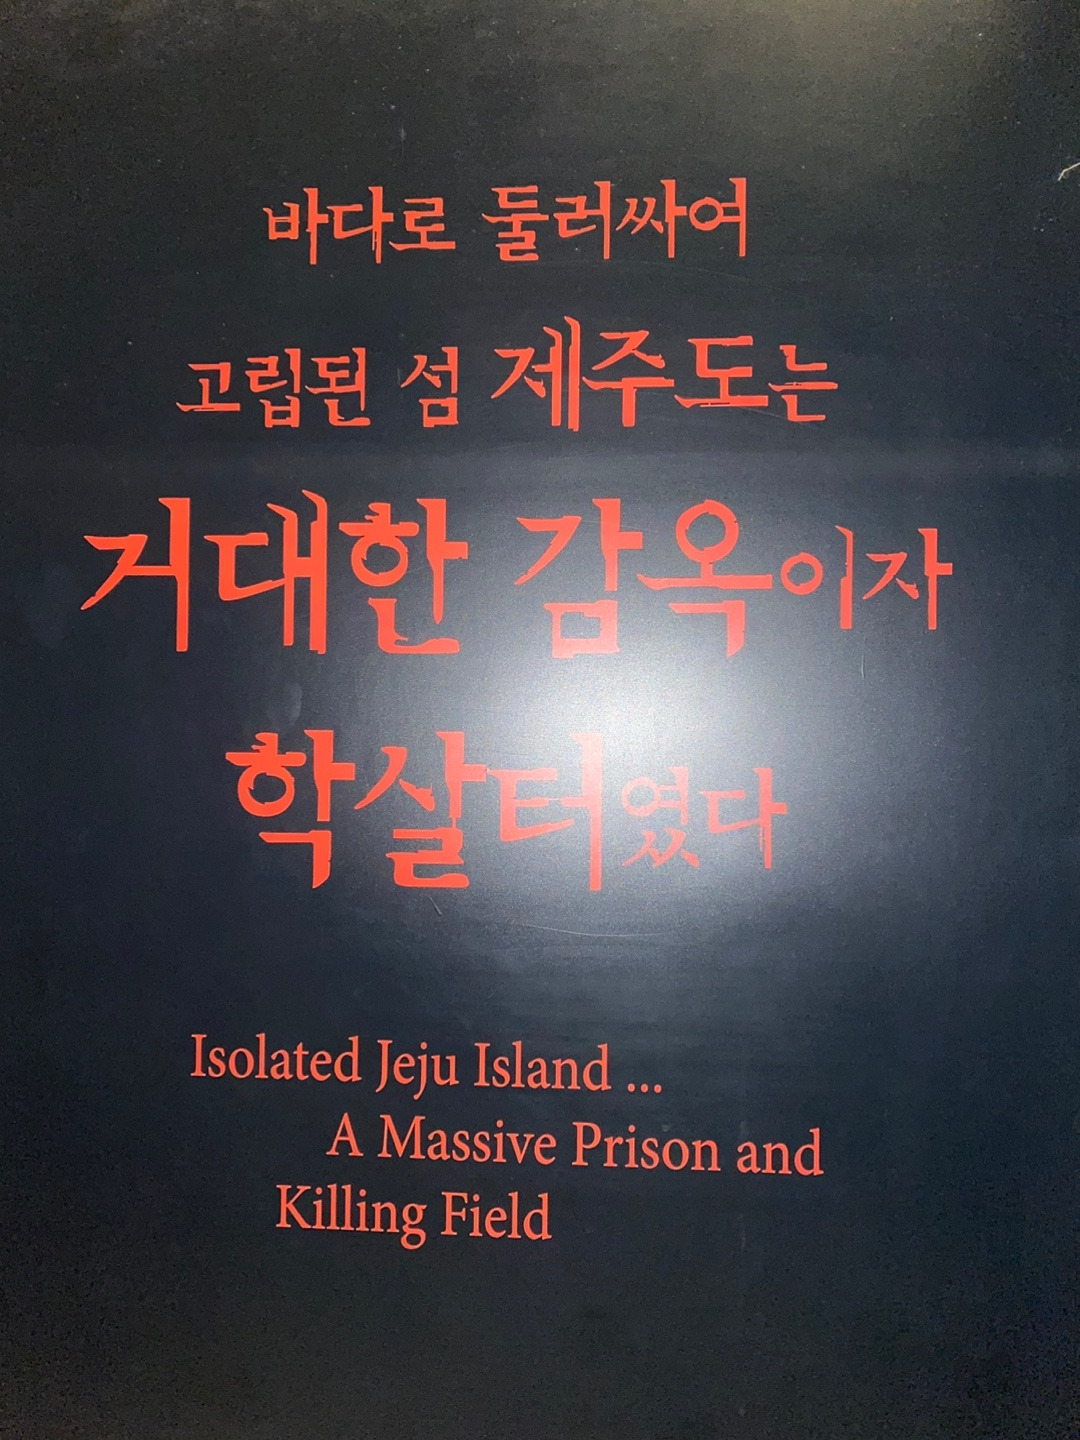 바다로 둘러싸여
고립된 섬 제주도는
거대한 감옥이자
학살터였다
Isolated Jeju Island ...
A Massive Prison and
Killing Field